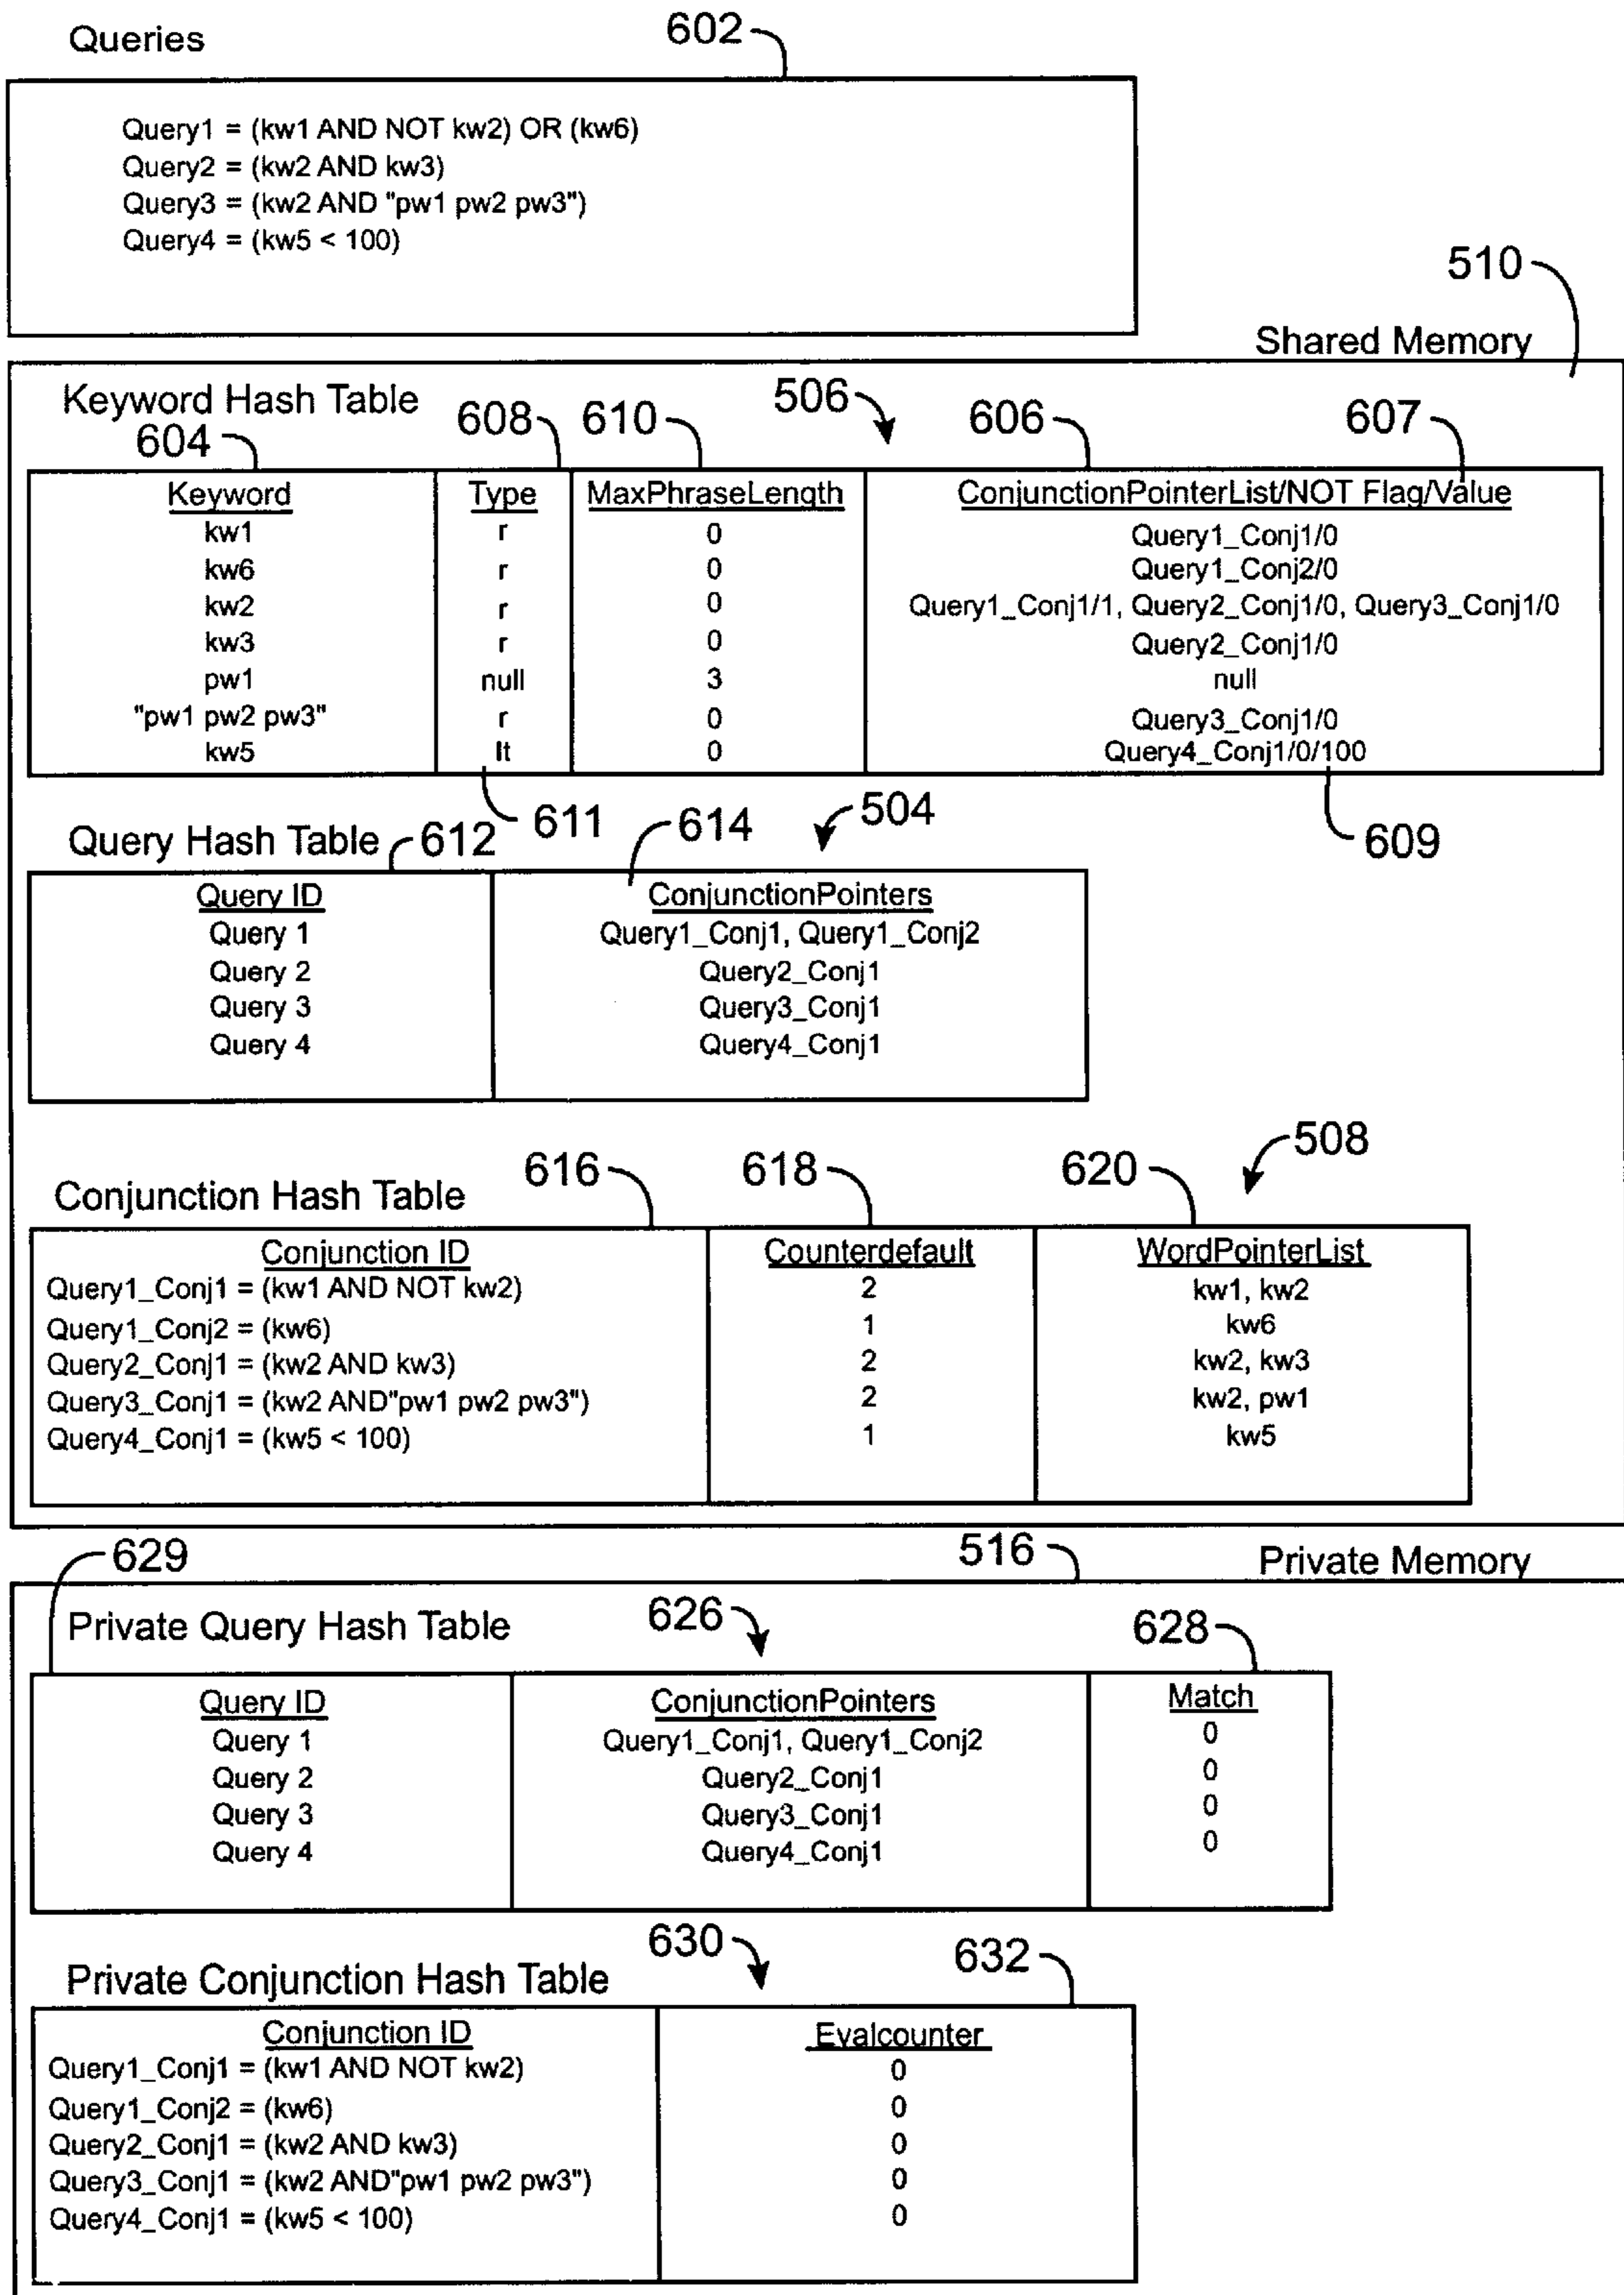 Queries
602
Query1 = (kw1 AND NOT kw2) OR (kw6)
Query2 = (kw2 AND kw3)
Query3 = (kw2 AND "pw1 pw2 pw3")
Query4 = (kw5 < 100)
510
Shared Memory
Keyword Hash Table
604 608 610 506 606 607
Keyword Type MaxPhraseLength ConjunctionPointerList/NOT Flag/Value
kw1 r 0 Query1_Conj1/0
kw6 r 0 Query1_Conj2/0
kw2 r 0 Query1_Conj1/1, Query2_Conj1/0, Query3_Conj1/0
kw3 r 0 Query2_Conj1/0
pw1 null 3 null
"pw1 pw2 pw3" r 0 Query3_Conj1/0
kw5 lt 0 Query4_Conj1/0/100
611 609
Query Hash Table 612 614 504
Query ID ConjunctionPointers
Query 1 Query1_Conj1, Query1_Conj2
Query 2 Query2_Conj1
Query 3 Query3_Conj1
Query 4 Query4_Conj1
Conjunction Hash Table 616 618 620 508
Conjunction ID Counterdefault WordPointerList
Query1_Conj1 = (kw1 AND NOT kw2) 2 kw1, kw2
Query1_Conj2 = (kw6) 1 kw6
Query2_Conj1 = (kw2 AND kw3) 2 kw2, kw3
Query3_Conj1 = (kw2 AND"pw1 pw2 pw3") 2 kw2, pw1
Query4_Conj1 = (kw5 < 100) 1 kw5
629 516 Private Memory
Private Query Hash Table 626 628
Query ID ConjunctionPointers Match
Query 1 Query1_Conj1, Query1_Conj2 0
Query 2 Query2_Conj1 0
Query 3 Query3_Conj1 0
Query 4 Query4_Conj1 0
Private Conjunction Hash Table 630 632
Conjunction ID Evalcounter
Query1_Conj1 = (kw1 AND NOT kw2) 0
Query1_Conj2 = (kw6) 0
Query2_Conj1 = (kw2 AND kw3) 0
Query3_Conj1 = (kw2 AND"pw1 pw2 pw3") 0
Query4_Conj1 = (kw5 < 100) 0